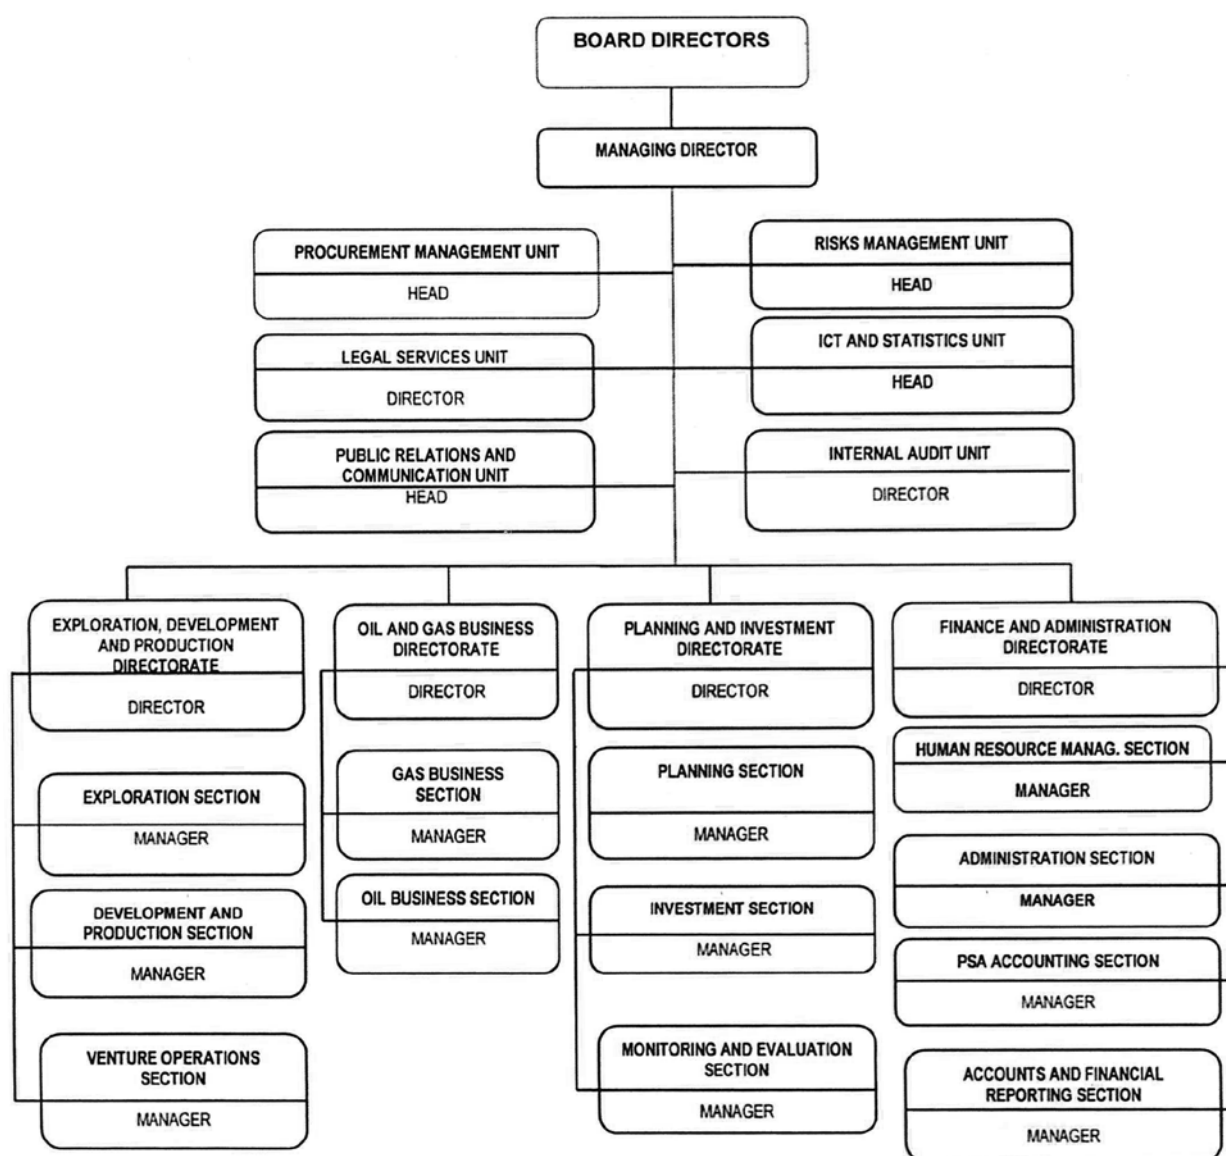 BOARD DIRECTORS
MANAGING DIRECTOR
PROCUREMENT MANAGEMENT UNIT
HEAD
RISKS MANAGEMENT UNIT
HEAD
LEGAL SERVICES UNIT
DIRECTOR
ICT AND STATISTICS UNIT
HEAD
PUBLIC RELATIONS AND
COMMUNICATION UNIT
HEAD
INTERNAL AUDIT UNIT
DIRECTOR
EXPLORATION, DEVELOPMENT
AND PRODUCTION
DIRECTORATE
DIRECTOR
EXPLORATION SECTION
MANAGER
DEVELOPMENT AND
PRODUCTION SECTION
MANAGER
VENTURE OPERATIONS
SECTION
MANAGER
OIL AND GAS BUSINESS
DIRECTORATE
DIRECTOR
GAS BUSINESS
SECTION
MANAGER
OIL BUSINESS SECTION
MANAGER
PLANNING AND INVESTMENT
DIRECTORATE
DIRECTOR
PLANNING SECTION
MANAGER
INVESTMENT SECTION
MANAGER
MONITORING AND EVALUATION
SECTION
MANAGER
FINANCE AND ADMINISTRATION
DIRECTORATE
DIRECTOR
HUMAN RESOURCE MANAG. SECTION
MANAGER
ADMINISTRATION SECTION
MANAGER
PSA ACCOUNTING SECTION
MANAGER
ACCOUNTS AND FINANCIAL
REPORTING SECTION
MANAGER